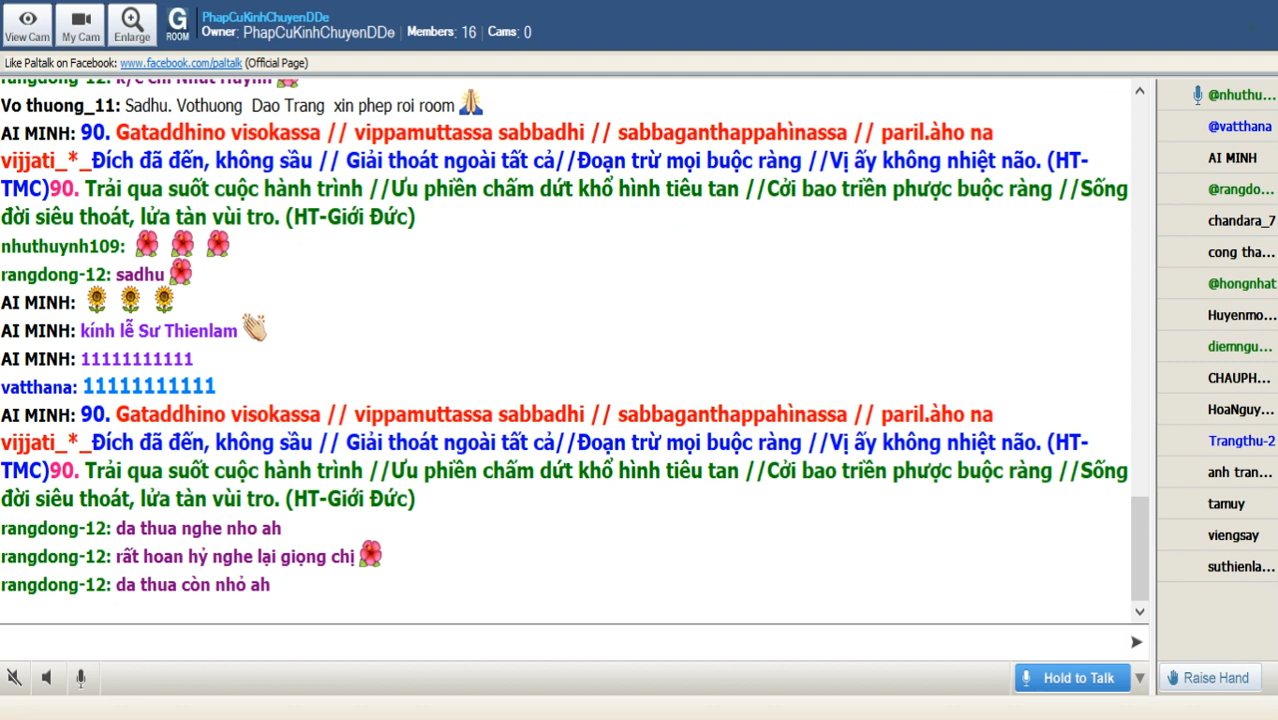 PhapCuKinhChuyenDDe
Owner: PhapCuKinhChuyenDDe | Members: 16 | Cams: 0
View Cam
My Cam
Enlarge
G
ROOM
Like Paltalk on Facebook: www.facebook.com/paltalk (Official Page)
Vo thuong_11: Sadhu. Vothuong Dao Trang xin phep roi room
AI MINH: 90. Gataddhino visokassa // vippamuttassa sabbadhi // sabbaganthappahìnassa // paril.àho na
vijjati_*_Đích đã đến, không sầu // Giải thoát ngoài tất cả//Đoạn trừ mọi buộc ràng //Vị ấy không nhiệt não. (HT-
TMC)90. Trải qua suốt cuộc hành trình //Ưu phiền chấm dứt khổ hình tiêu tan //Cởi bao triền phược buộc ràng //Sống
đời siêu thoát, lửa tàn vùi tro. (HT-Giới Đức)
nhuthuynh109:
rangdong-12: sadhu
AI MINH:
AI MINH: kính lễ Sư Thienlam
AI MINH: 11111111111
vatthana: 11111111111
AI MINH: 90. Gataddhino visokassa // vippamuttassa sabbadhi // sabbaganthappahìnassa // paril.àho na
vijjati_*_Đích đã đến, không sầu // Giải thoát ngoài tất cả//Đoạn trừ mọi buộc ràng //Vị ấy không nhiệt não. (HT-
TMC)90. Trải qua suốt cuộc hành trình //Ưu phiền chấm dứt khổ hình tiêu tan //Cởi bao triền phược buộc ràng //Sống
đời siêu thoát, lửa tàn vùi tro. (HT-Giới Đức)
rangdong-12: da thua nghe nho ah
rangdong-12: rất hoan hỷ nghe lại giọng chị
rangdong-12: da thua còn nhỏ ah
@nhuthu...
@vatthana
AI MINH
@rangdo...
chandara_7
cong tha...
@hongnhat
Huyenmo...
diemngu...
CHAUPH...
HoaNguy...
Trangthu-2
anh tran...
tamuy
viengsay
suthienla...
Hold to Talk
Raise Hand